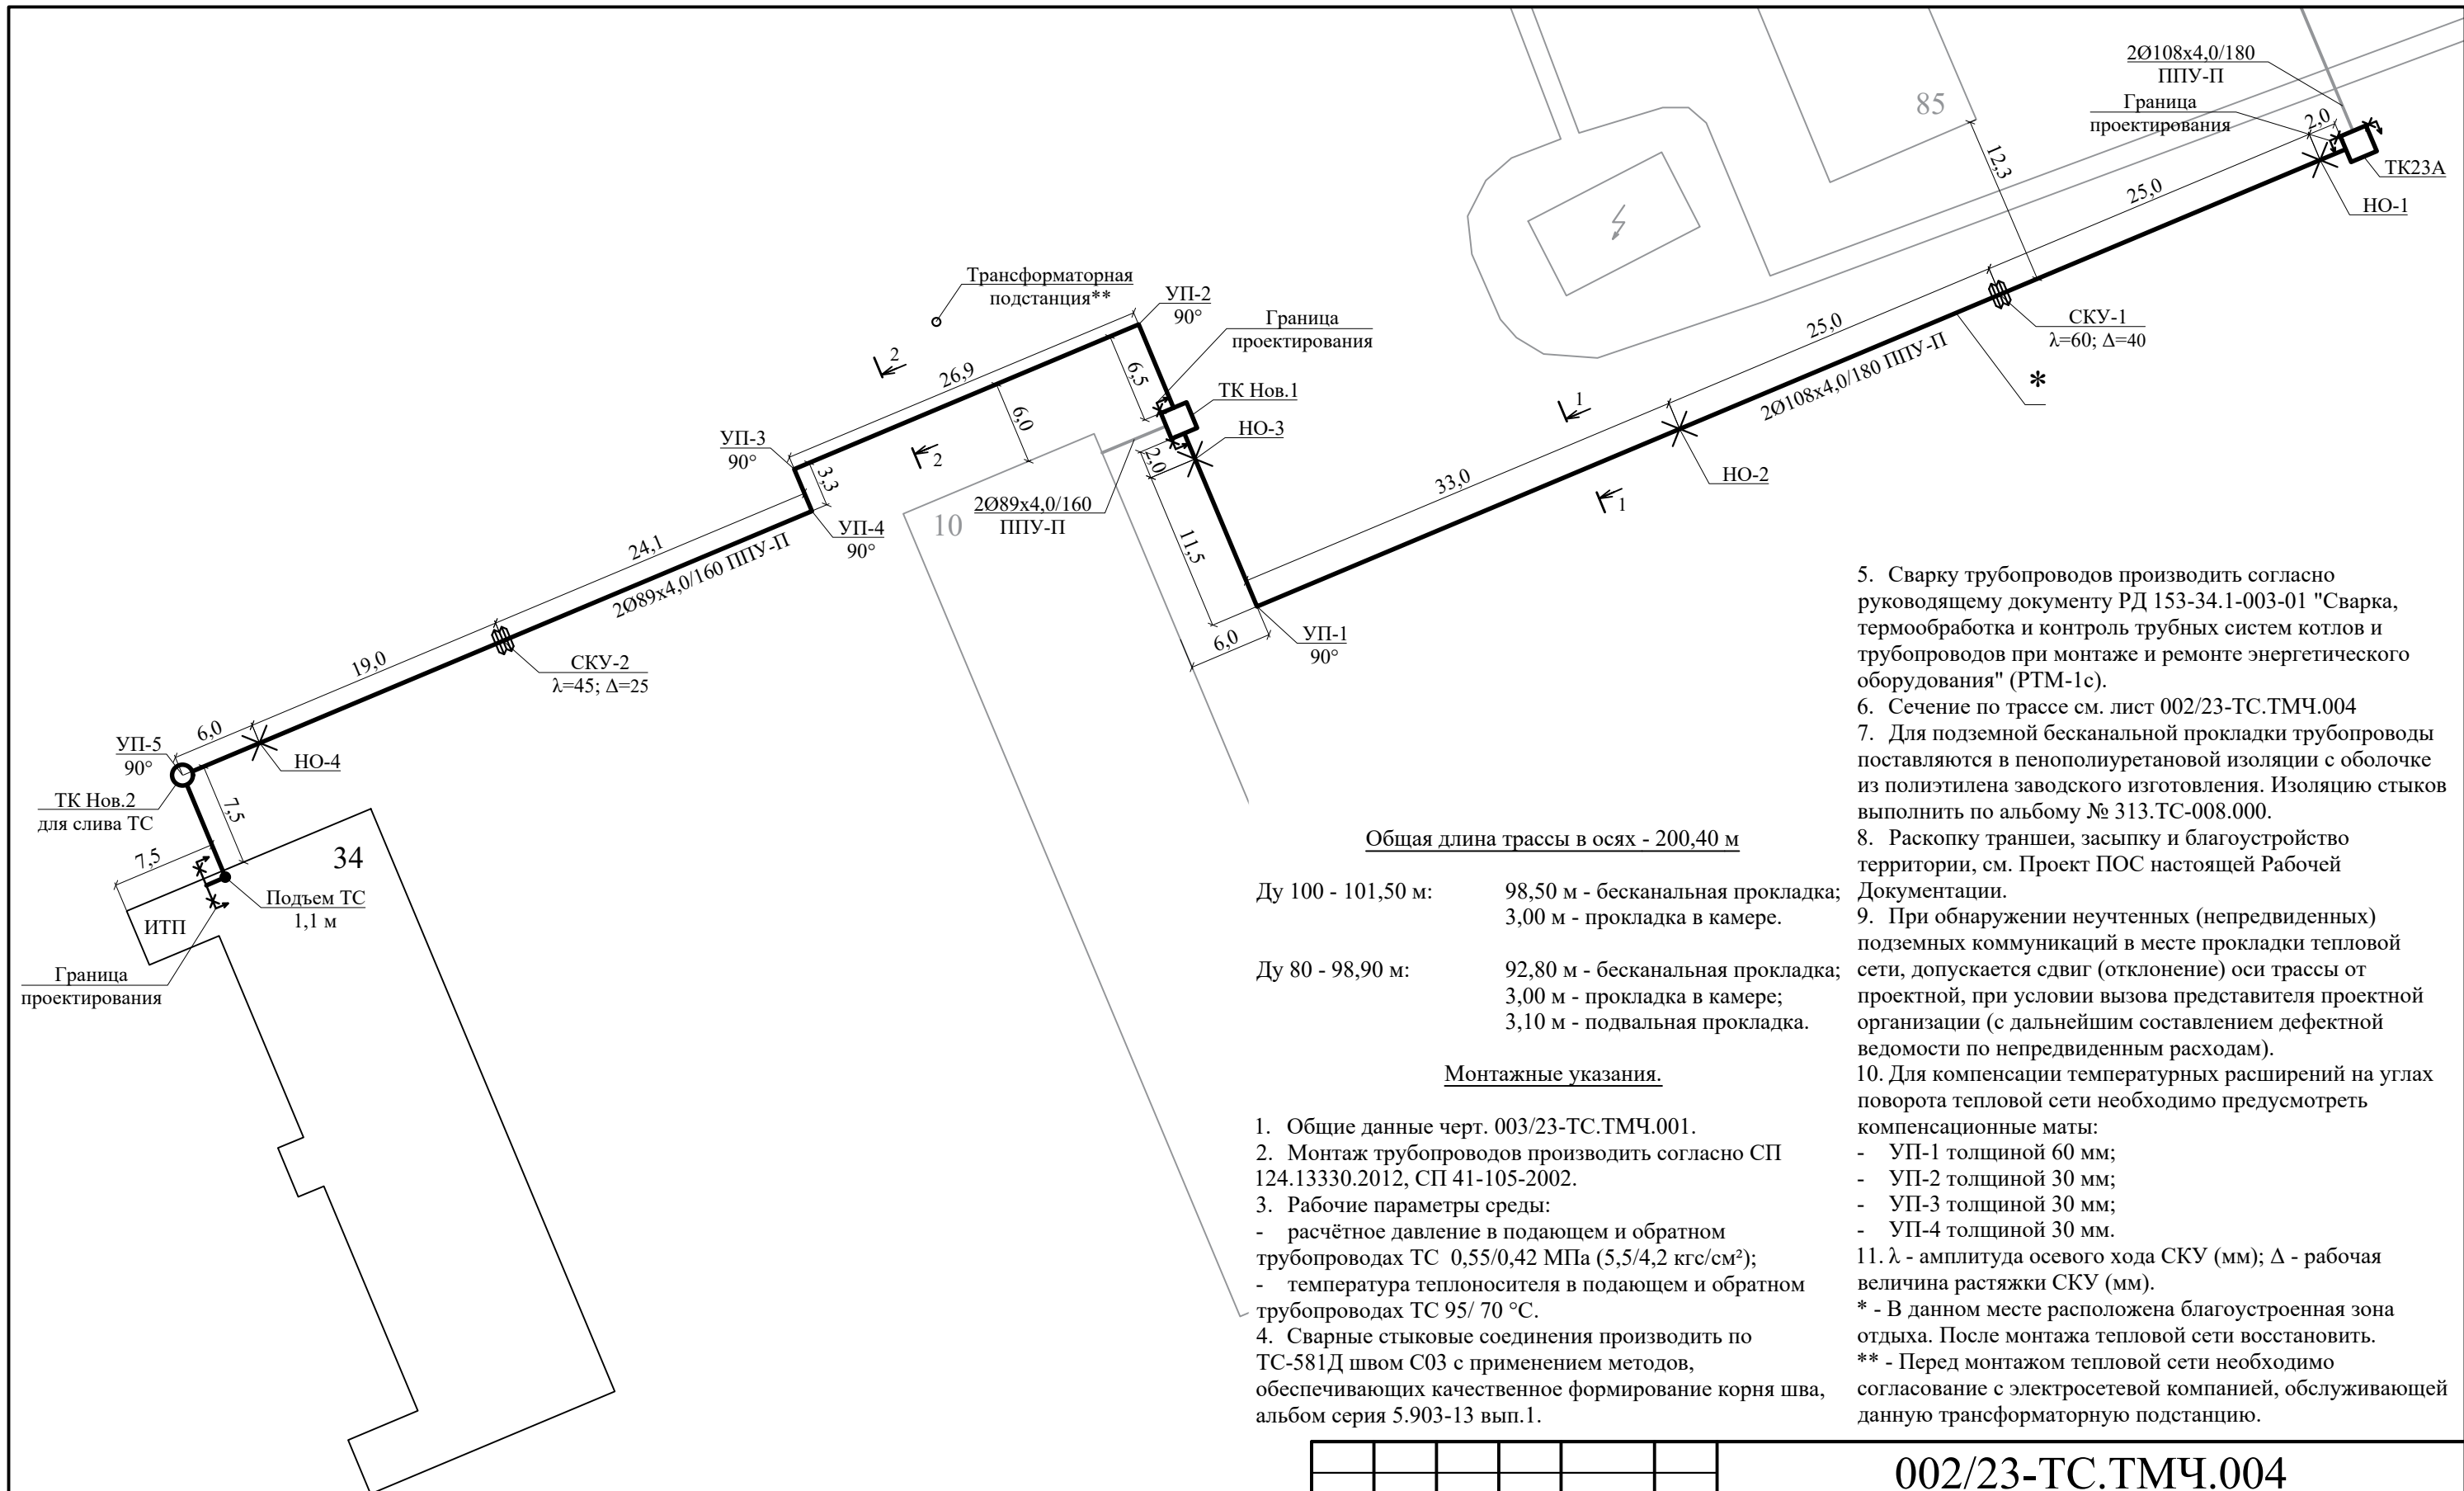 2Ø108х4,0/180
ППУ-П
Граница
проектирования
85
2,0
ТК23А
НО-1
12,3
25,0
СКУ-1
λ=60; Δ=40
25,0
2Ø108х4,0/180 ППУ-П
*
Трансформаторная
подстанция**
УП-2
90°
Граница
проектирования
2
26,9
6,5
6,0
ТК Нов.1
НО-3
1
УП-3
90°
2
3,3
2,0
33,0
НО-2
1
2Ø89х4,0/160
ППУ-П
10
УП-4
90°
24,1
2Ø89х4,0/160 ППУ-П
11,5
6,0
УП-1
90°
19,0
СКУ-2
λ=45; Δ=25
6,0
УП-5
90°
НО-4
ТК Нов.2
для слива ТС
7,5
7,5
34
Подъем ТС
1,1 м
ИТП
Граница
проектирования
Общая длина трассы в осях - 200,40 м
Ду 100 - 101,50 м: 98,50 м - бесканальная прокладка;
3,00 м - прокладка в камере.
Ду 80 - 98,90 м: 92,80 м - бесканальная прокладка;
3,00 м - прокладка в камере;
3,10 м - подвальная прокладка.
Монтажные указания.
1. Общие данные черт. 003/23-ТС.ТМЧ.001.
2. Монтаж трубопроводов производить согласно СП
124.13330.2012, СП 41-105-2002.
3. Рабочие параметры среды:
- расчётное давление в подающем и обратном
трубопроводах ТС 0,55/0,42 МПа (5,5/4,2 кгс/см²);
- температура теплоносителя в подающем и обратном
трубопроводах ТС 95/ 70 °С.
4. Сварные стыковые соединения производить по
ТС-581Д швом С03 с применением методов,
обеспечивающих качественное формирование корня шва,
альбом серия 5.903-13 вып.1.
5. Сварку трубопроводов производить согласно
руководящему документу РД 153-34.1-003-01 "Сварка,
термообработка и контроль трубных систем котлов и
трубопроводов при монтаже и ремонте энергетического
оборудования" (РТМ-1с).
6. Сечение по трассе см. лист 002/23-ТС.ТМЧ.004
7. Для подземной бесканальной прокладки трубопроводы
поставляются в пенополиуретановой изоляции с оболочке
из полиэтилена заводского изготовления. Изоляцию стыков
выполнить по альбому № 313.ТС-008.000.
8. Раскопку траншеи, засыпку и благоустройство
территории, см. Проект ПОС настоящей Рабочей
Документации.
9. При обнаружении неучтенных (непредвиденных)
подземных коммуникаций в месте прокладки тепловой
сети, допускается сдвиг (отклонение) оси трассы от
проектной, при условии вызова представителя проектной
организации (с дальнейшим составлением дефектной
ведомости по непредвиденным расходам).
10. Для компенсации температурных расширений на углах
поворота тепловой сети необходимо предусмотреть
компенсационные маты:
- УП-1 толщиной 60 мм;
- УП-2 толщиной 30 мм;
- УП-3 толщиной 30 мм;
- УП-4 толщиной 30 мм.
11. λ - амплитуда осевого хода СКУ (мм); Δ - рабочая
величина растяжки СКУ (мм).
* - В данном месте расположена благоустроенная зона
отдыха. После монтажа тепловой сети восстановить.
** - Перед монтажом тепловой сети необходимо
согласование с электросетевой компанией, обслуживающей
данную трансформаторную подстанцию.
002/23-ТС.ТМЧ.004